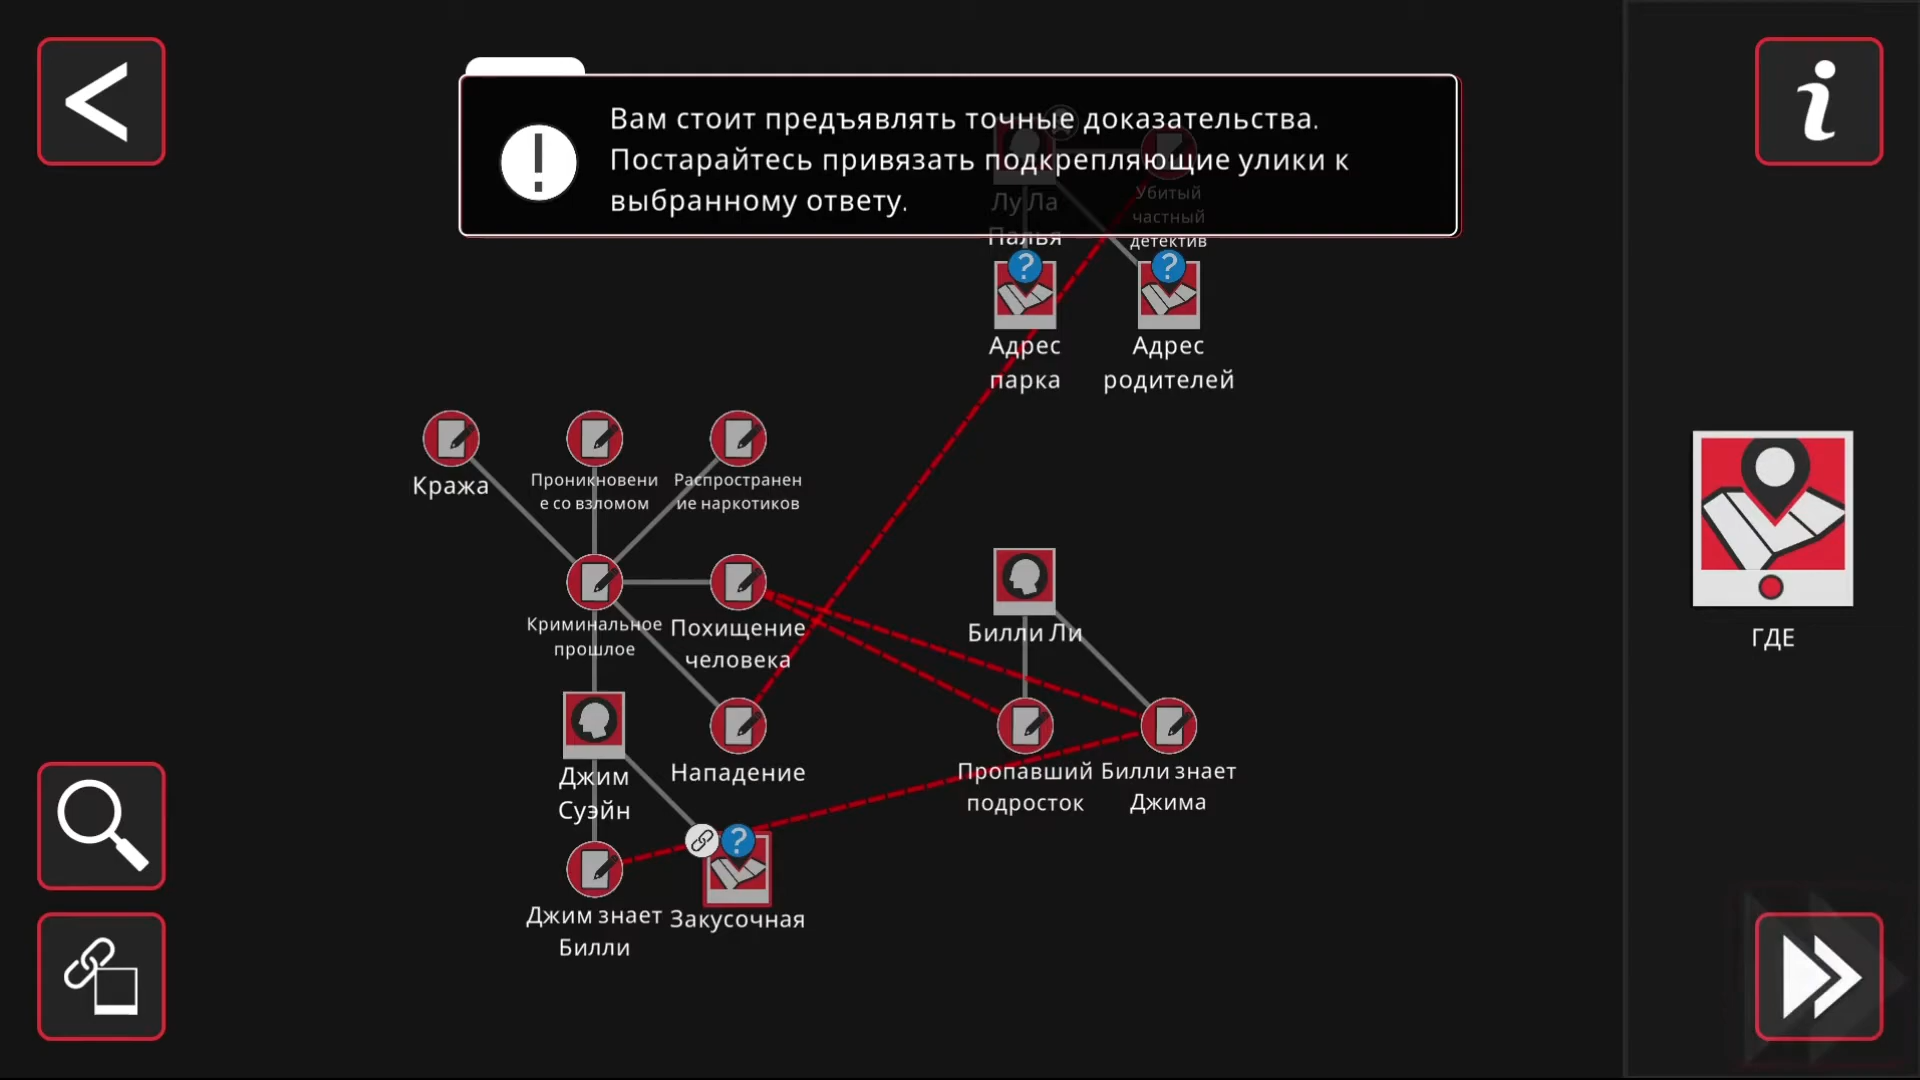 Вам стоит предъявлять точные доказательства.
Постарайтесь привязать подкрепляющие улики к
выбранному ответу.
Лу Ла
Палья
Убитый
частный
детектив
Адрес
парка
Адрес
родителей
Кража
Проникновени
е со взломом
Распространен
ие наркотиков
Криминальное
прошлое
Похищение
человека
Билли Ли
ГДЕ
Джим
Суэйн
Нападение
Пропавший
подросток
Билли знает
Джима
Джим знает
Билли
Закусочная